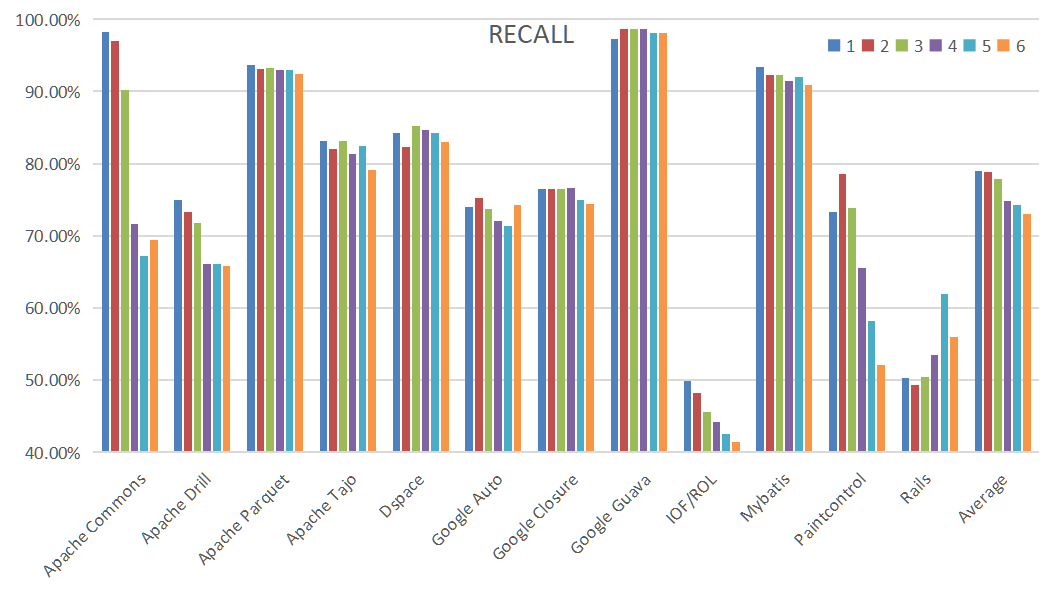 RECALL
1 2 3 4 5 6
100.00%
90.00%
80.00%
70.00%
60.00%
50.00%
40.00%
Apache Commons
Apache Drill
Apache Parquet
Apache Tajo
Dspace
Google Auto
Google Closure
Google Guava
IOF/ROL
Mybatis
Paintcontrol
Rails
Average